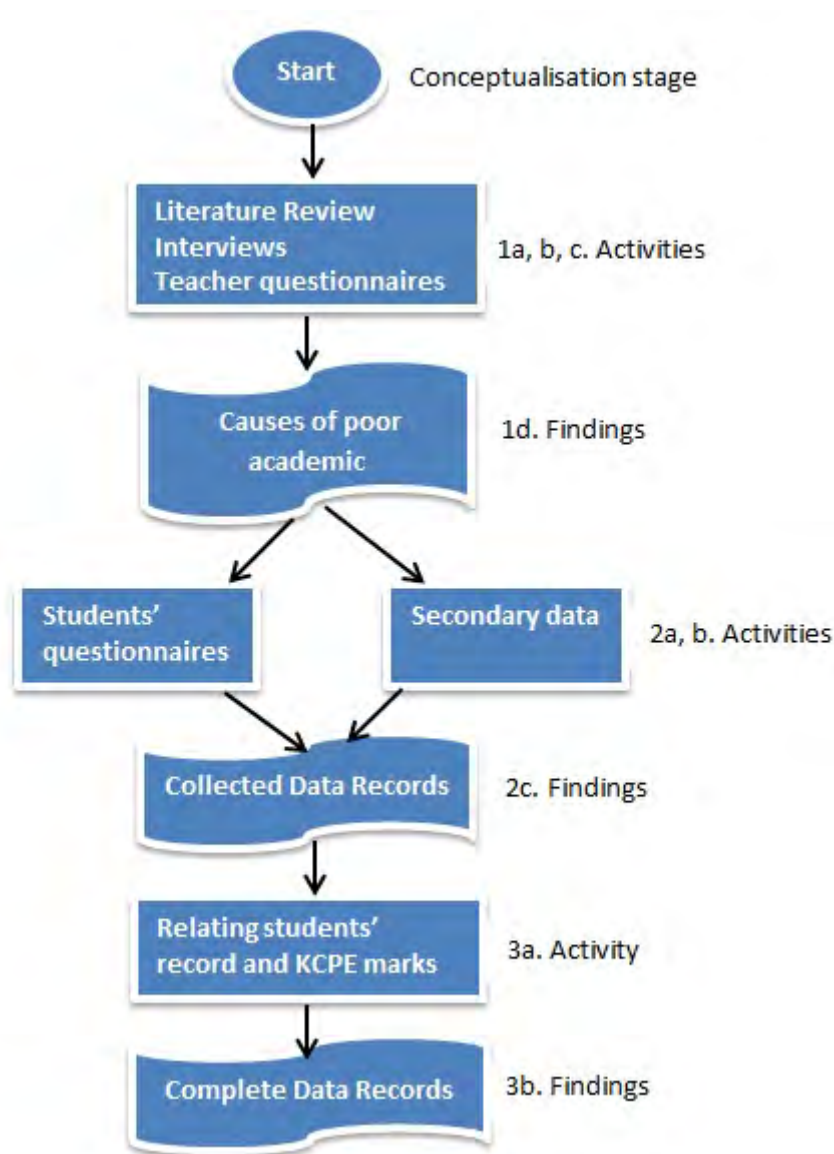 Start
Conceptualisation stage
Literature Review
Interviews
Teacher questionnaires
1a, b, c. Activities
Causes of poor
academic
1d. Findings
Students’
questionnaires
Secondary data
2a, b. Activities
Collected Data Records
2c. Findings
Relating students’
record and KCPE marks
3a. Activity
Complete Data Records
3b. Findings